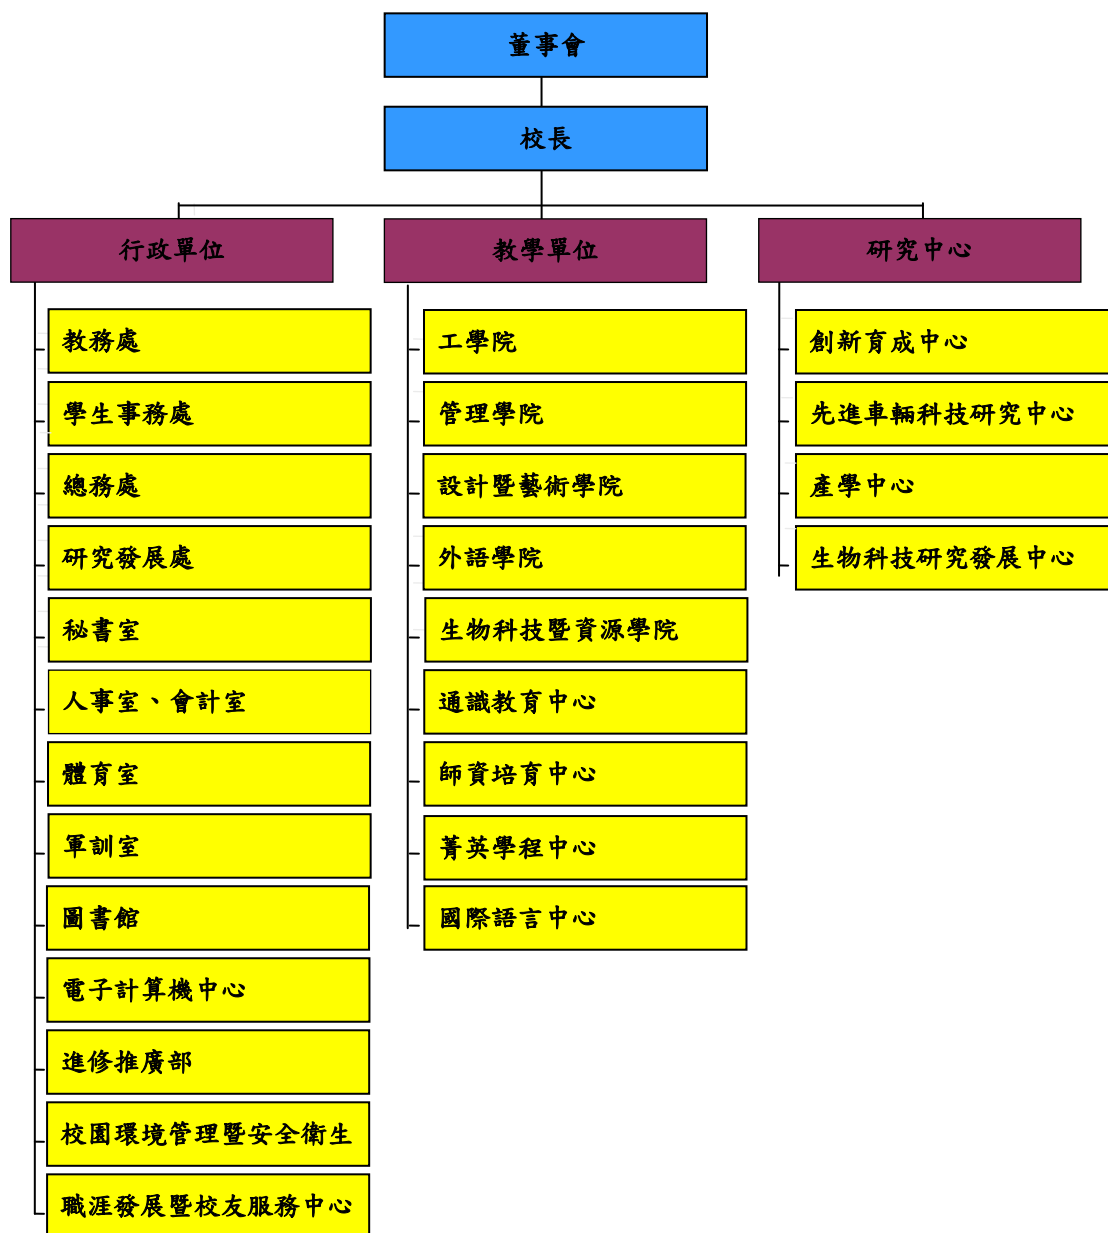 董事會
校長
行政單位
教務處
學生事務處
總務處
研究發展處
秘書室
人事室、會計室
體育室
軍訓室
圖書館
電子計算機中心
進修推廣部
校園環境管理暨安全衛生
職涯發展暨校友服務中心
教學單位
工學院
管理學院
設計暨藝術學院
外語學院
生物科技暨資源學院
通識教育中心
師資培育中心
菁英學程中心
國際語言中心
研究中心
創新育成中心
先進車輛科技研究中心
產學中心
生物科技研究發展中心